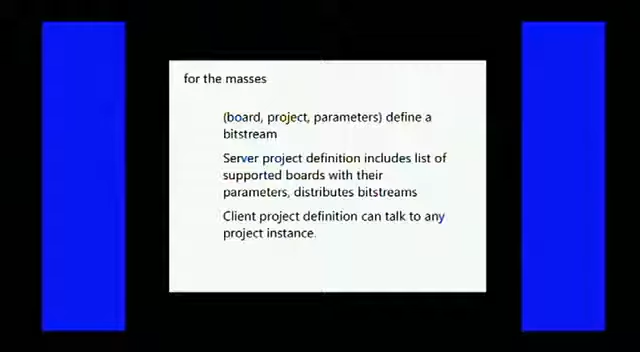 for the masses
(board, project, parameters) define a
bitstream
Server project definition includes list of
supported boards with their
parameters, distributes bitstreams
Client project definition can talk to any
project instance.